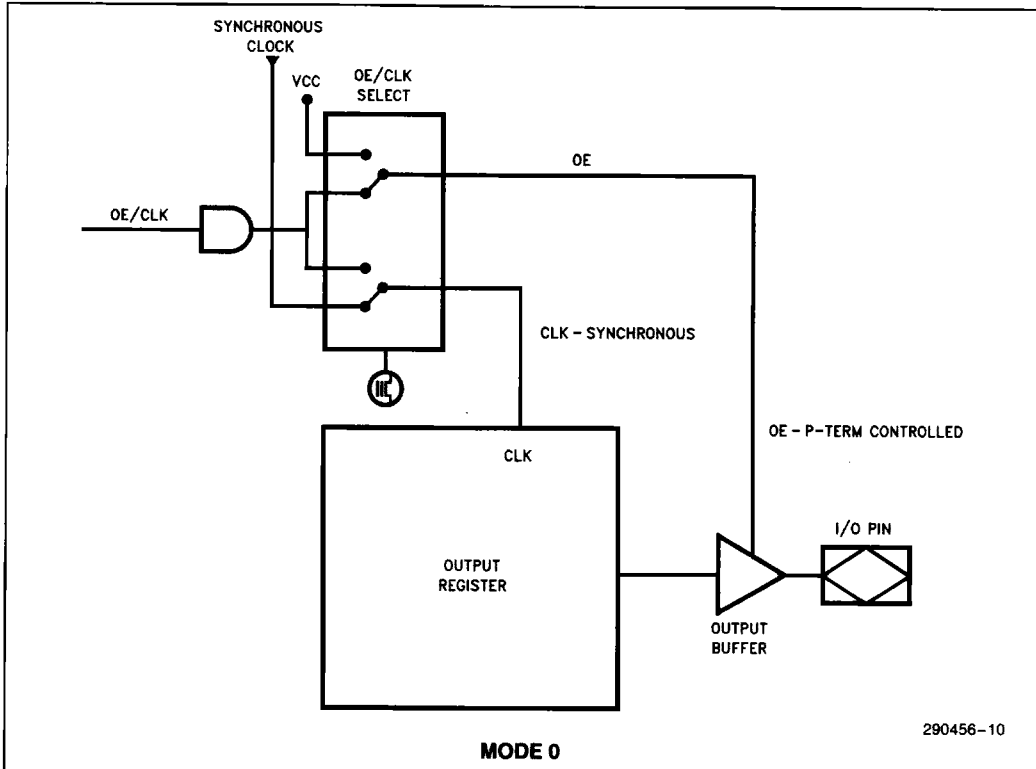 SYNCHRONOUS
CLOCK
VCC
OE/CLK
SELECT
OE
OE/CLK
CLK – SYNCHRONOUS
OE – P-TERM CONTROLLED
CLK
I/O PIN
OUTPUT
REGISTER
OUTPUT
BUFFER
290456–10
MODE 0